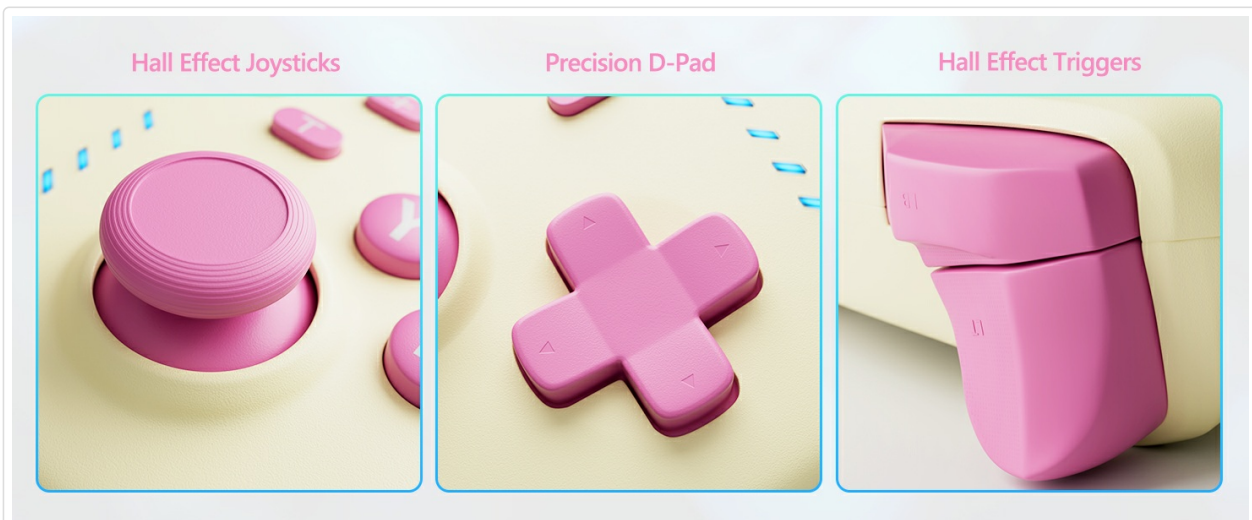 Hall Effect Joysticks
Precision D-Pad
Hall Effect Triggers
T
Y